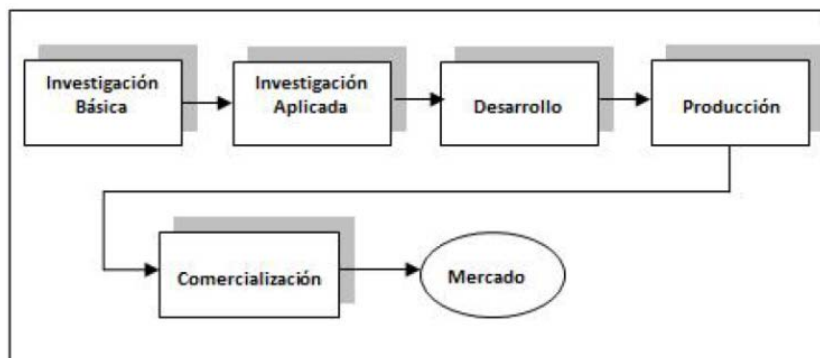 Investigación
Básica
Investigación
Aplicada
Desarrollo
Producción
Comercialización
Mercado